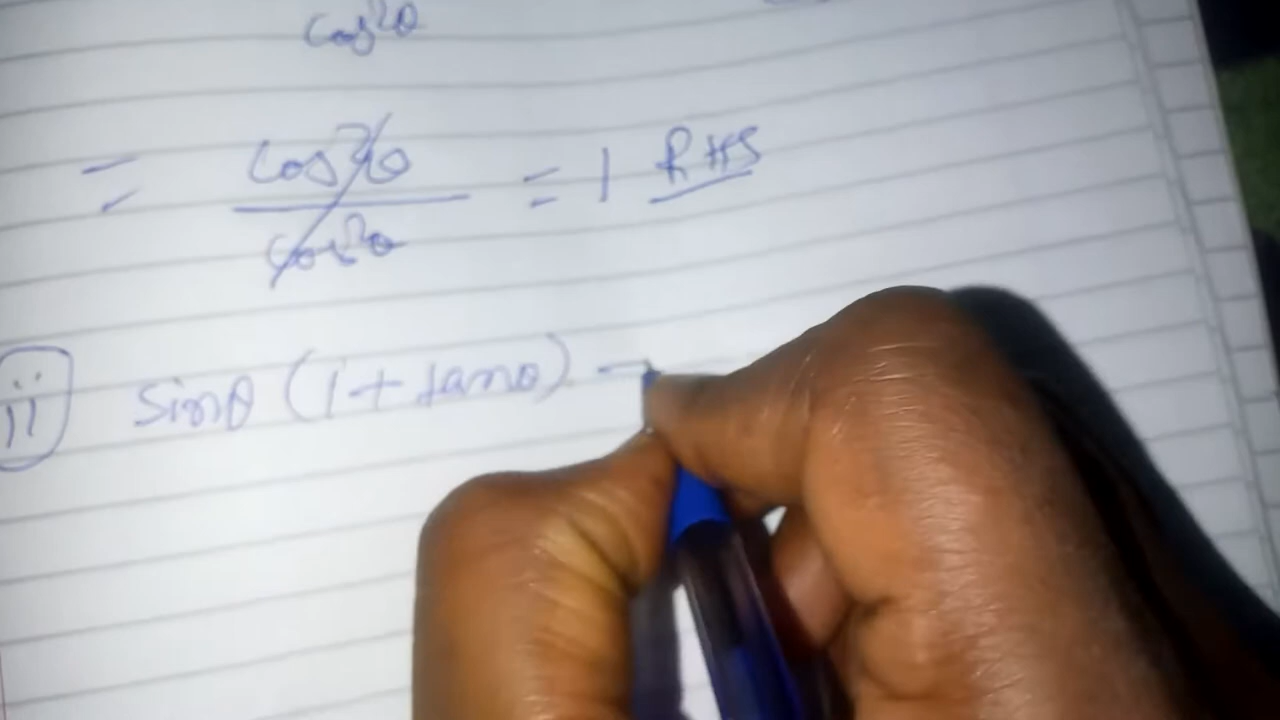 cos²θ
= cos²θ / cos²θ = 1 RHS
ii sinθ (1 + tanθ)